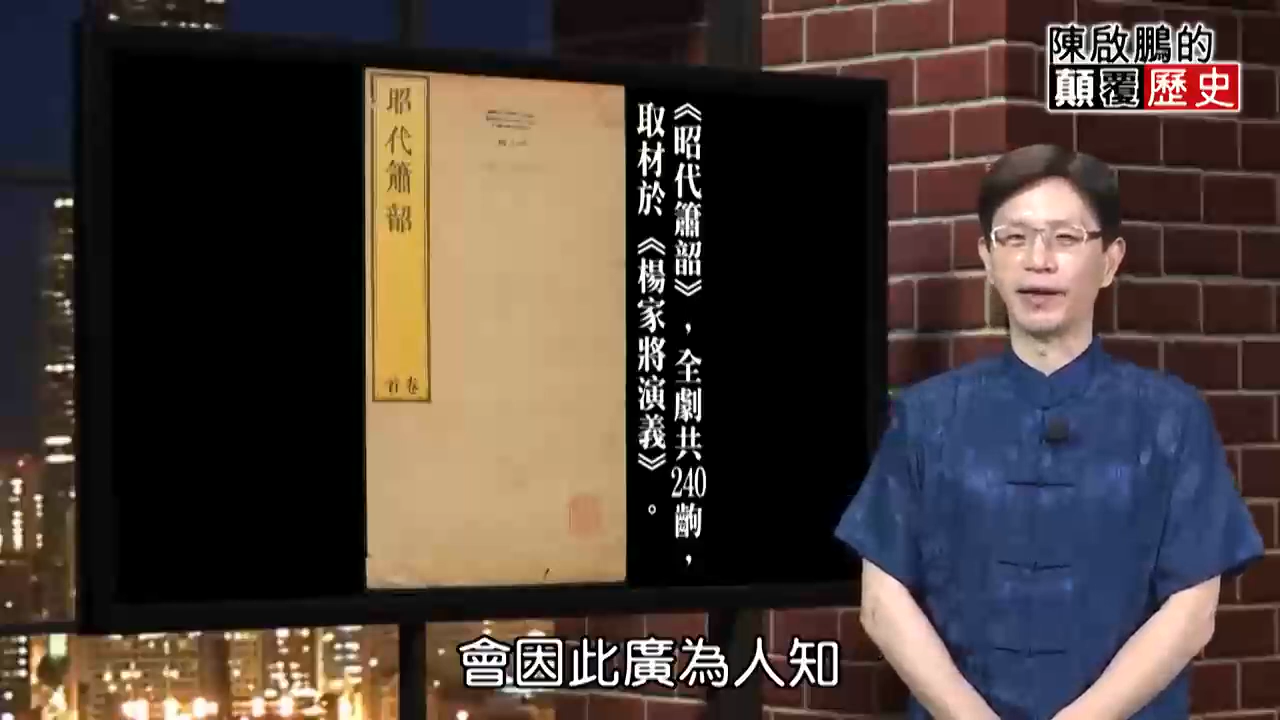 陳啟鵬的
顛覆歷史
昭代簫韶
卷首
《昭代簫韶》，全劇共240齣，
取材於《楊家將演義》。
會因此廣為人知